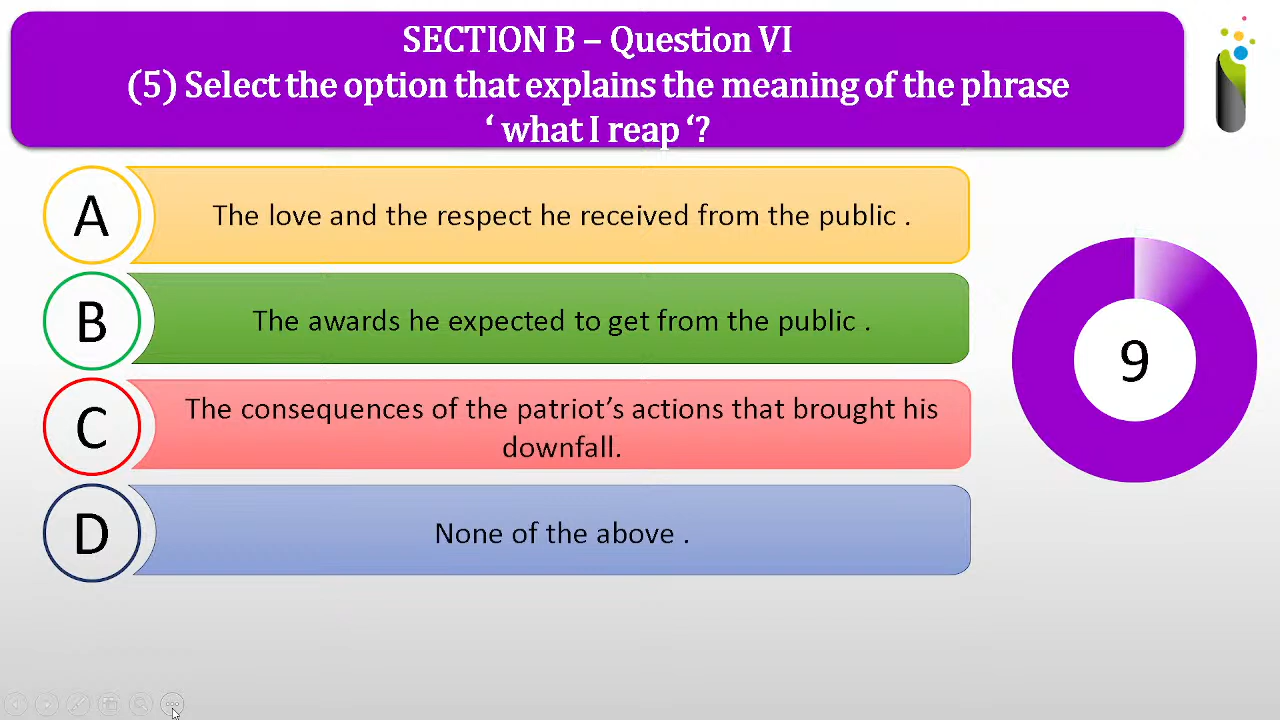 SECTION B – Question VI
(5) Select the option that explains the meaning of the phrase
‘ what I reap ‘?
A
The love and the respect he received from the public .
B
The awards he expected to get from the public .
C
The consequences of the patriot’s actions that brought his
downfall.
D
None of the above .
9